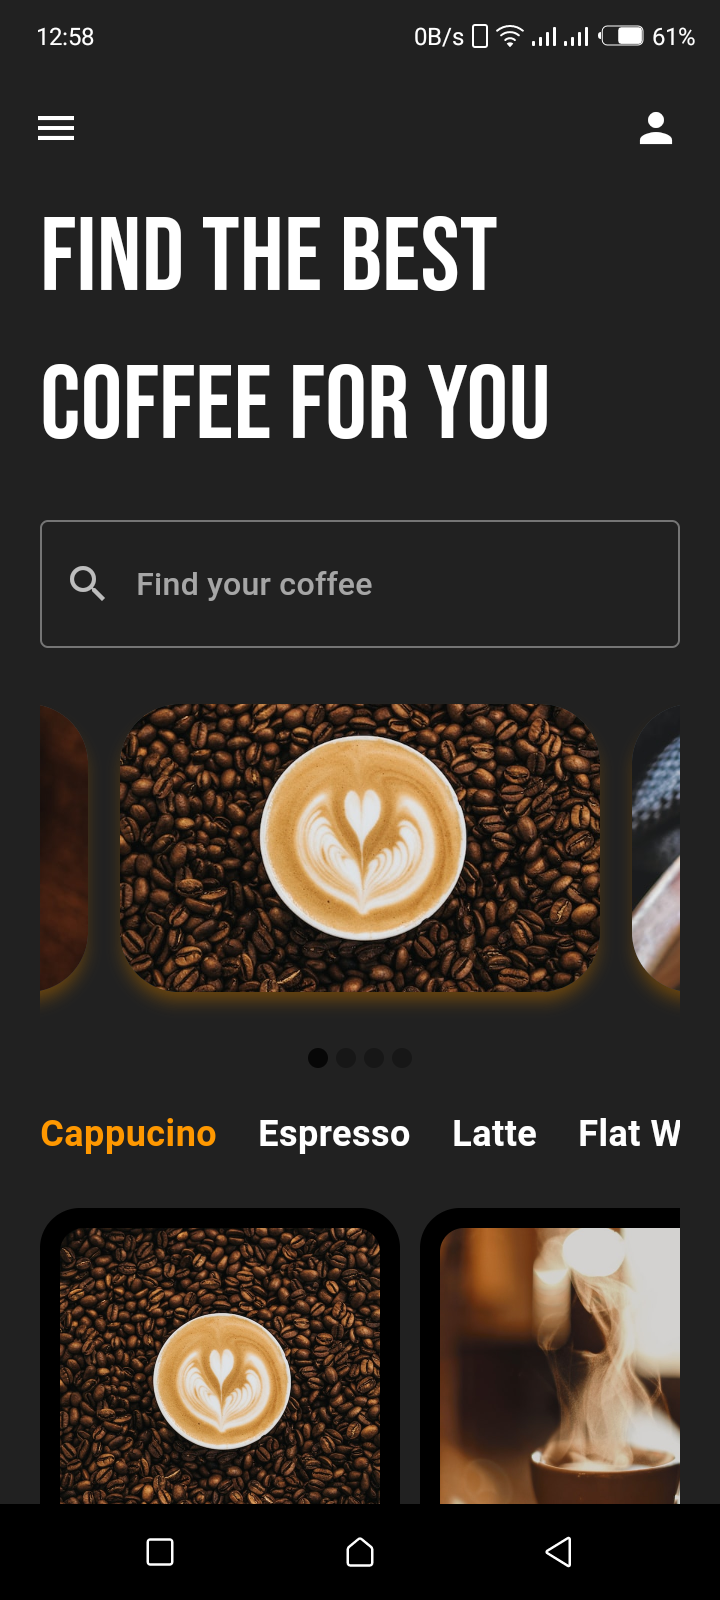 12:58 0B/s 61%
FIND THE BEST
COFFEE FOR YOU
Find your coffee
Cappucino Espresso Latte Flat W